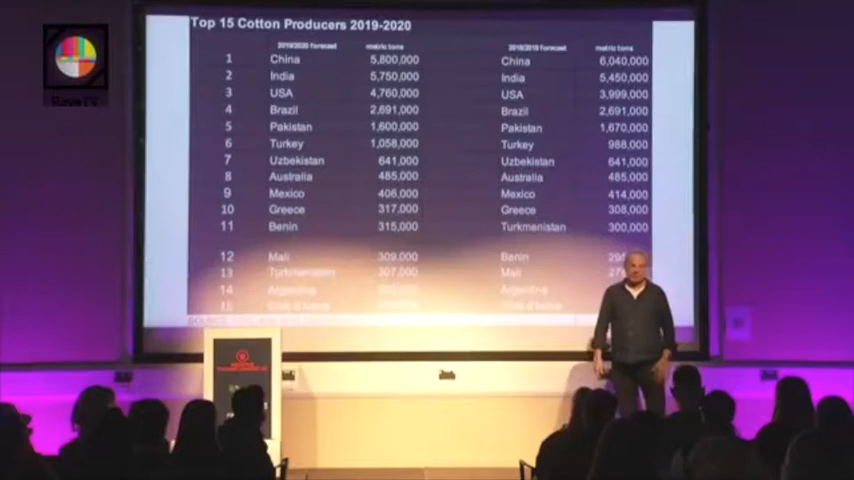 Top 15 Cotton Producers 2019-2020
2019/2020 Forecast metric tons 2018/2019 Forecast metric tons
1 China 5,800,000 China 6,040,000
2 India 5,750,000 India 5,450,000
3 USA 4,760,000 USA 3,999,000
4 Brazil 2,691,000 Brazil 2,691,000
5 Pakistan 1,600,000 Pakistan 1,670,000
6 Turkey 1,058,000 Turkey 988,000
7 Uzbekistan 641,000 Uzbekistan 641,000
8 Australia 485,000 Australia 485,000
9 Mexico 406,000 Mexico 414,000
10 Greece 317,000 Greece 308,000
11 Benin 315,000 Turkmenistan 300,000
12 Mali 309,000 Benin
13 Turkmenistan 307,000 Mali
14 Argentina Argentina
15